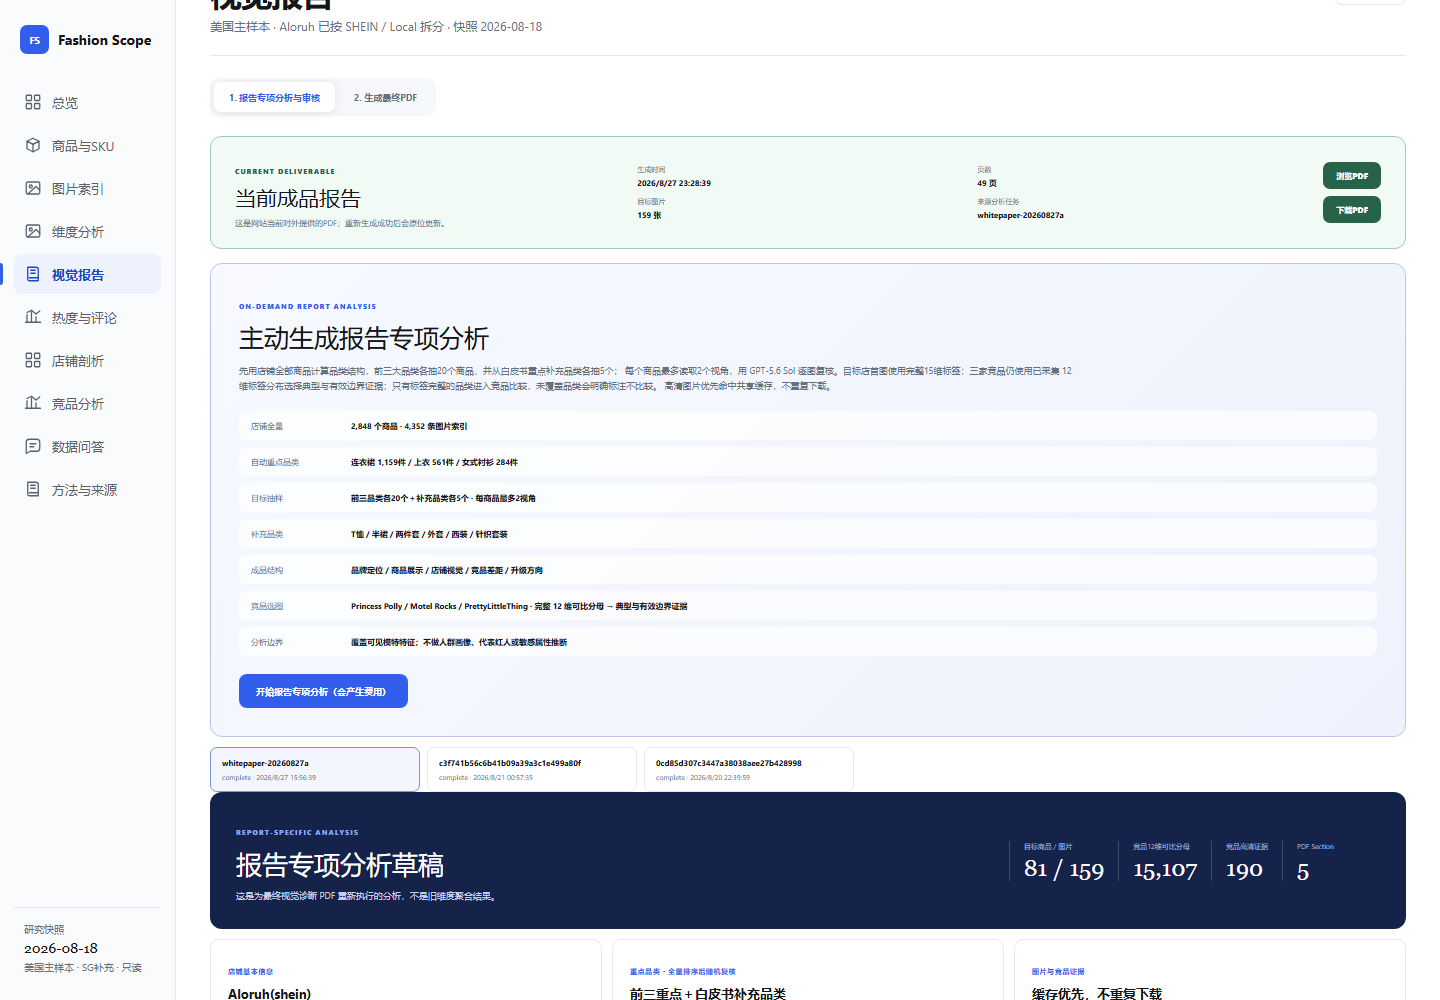 FS
Fashion Scope
总览
商品与SKU
图片索引
维度分析
视觉报告
热度与评论
店铺剖析
竞品分析
数据问答
方法与来源
研究快照
2026-08-18
美国主样本 · SG补充 · 只读
视觉报告
美国主样本 · Aloruh 已按 SHEIN / Local 拆分 · 快照 2026-08-18
1. 报告专项分析与审核
2. 生成最终PDF
CURRENT DELIVERABLE
当前成品报告
这是网站当前对外提供的PDF；重新生成成功后会原位更新。
生成时间
2026/8/27 23:28:39
目标图片
159 张
页数
49 页
来源分析任务
whitepaper-20260827a
浏览PDF
下载PDF
ON-DEMAND REPORT ANALYSIS
主动生成报告专项分析
先用店铺全部商品计算品类结构，前三大品类各抽20个商品，并从白皮书重点补充品类各抽5个； 每个商品最多读取2个视角，用 GPT-5.6 Sol 逐图复核。目标店首图使用完整15维标签；三家竞品仍使用已采集 12
维标签分布选择典型与有效边界证据；只有标签完整的品类进入竞品比较，未覆盖品类会明确标注不比较。 高清图片优先命中共享缓存，不重复下载。
店铺全量
2,848 个商品 · 4,352 条图片索引
自动重点品类
连衣裙 1,159件 / 上衣 561件 / 女式衬衫 284件
目标抽样
前三品类各20个 + 补充品类各5个 · 每商品最多2视角
补充品类
T恤 / 半裙 / 两件套 / 外套 / 西装 / 针织套装
成品结构
品牌定位 / 商品展示 / 店铺视觉 / 竞品差距 / 升级方向
竞品选图
Princess Polly / Motel Rocks / PrettyLittleThing · 完整 12 维可比分母 → 典型与有效边界证据
分析边界
覆盖可见模特特征；不做人群画像、代表红人或敏感属性推断
开始报告专项分析（会产生费用）
whitepaper-20260827a
complete · 2026/8/27 15:56:39
c3f741b56c6b41b09a39a3c1e499a80f
complete · 2026/8/21 00:57:35
0cd85d307c3447a38038aee27b428998
complete · 2026/8/20 22:39:59
REPORT-SPECIFIC ANALYSIS
报告专项分析草稿
这是为最终视觉诊断 PDF 重新执行的分析，不是旧维度聚合结果。
目标商品 / 图片
81 / 159
竞品12维可比分母
15,107
竞品高清证据
190
PDF Section
5
店铺基本信息
Aloruh(shein)
重点品类 · 全量排序后随机复核
前三重点 + 白皮书补充品类
图片与竞品证据
缓存优先，不重复下载